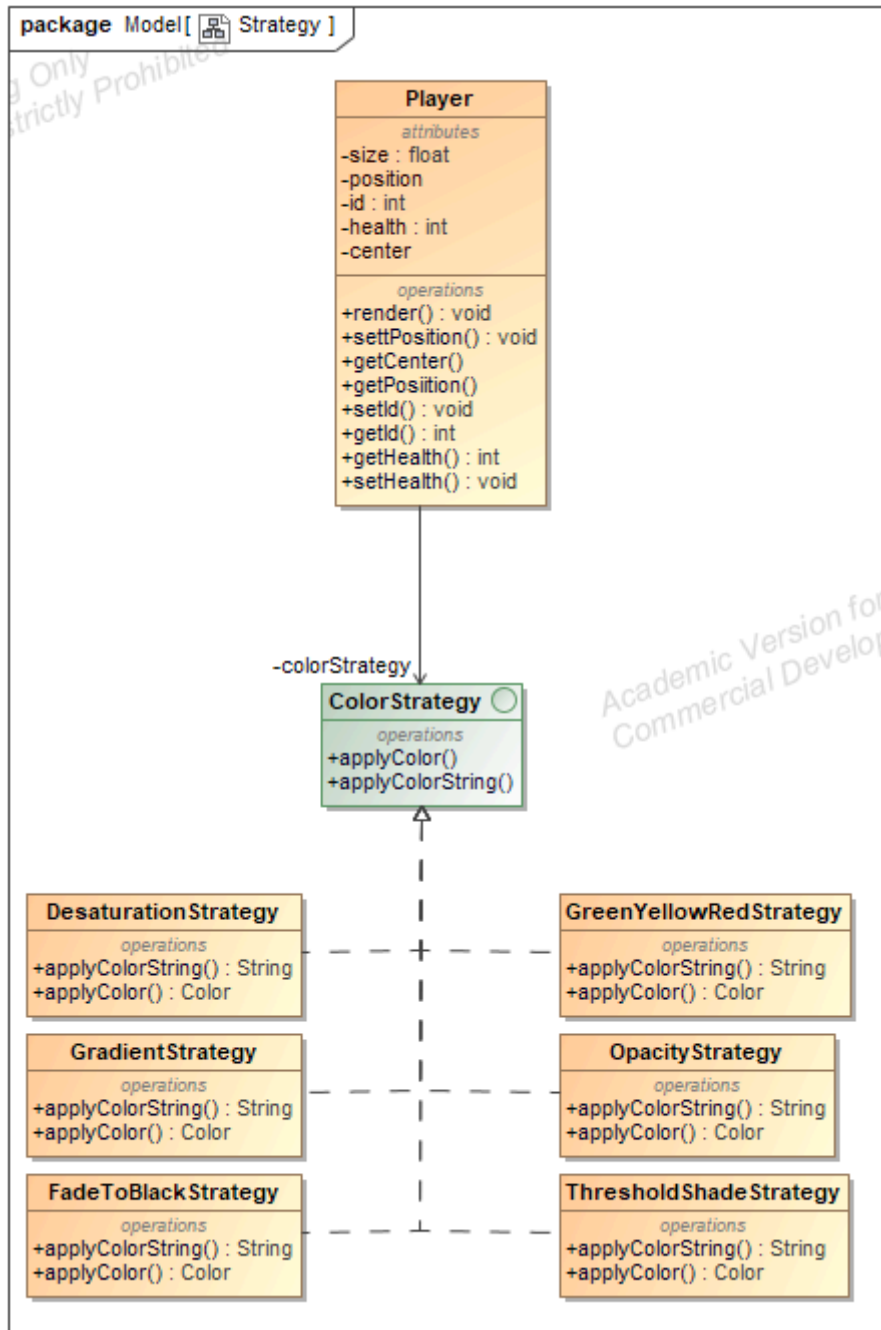 package Model[ Strategy ]
g Only
strictly Prohibited
Player
attributes
-size : float
-position
-id : int
-health : int
-center
operations
+render() : void
+settPosition() : void
+getCenter()
+getPosiition()
+setId() : void
+getId() : int
+getHealth() : int
+setHealth() : void
-colorStrategy
Academic Version for
Commercial Develop
ColorStrategy
operations
+applyColor()
+applyColorString()
DesaturationStrategy
operations
+applyColorString() : String
+applyColor() : Color
GreenYellowRedStrategy
operations
+applyColorString() : String
+applyColor() : Color
GradientStrategy
operations
+applyColorString() : String
+applyColor() : Color
OpacityStrategy
operations
+applyColorString() : String
+applyColor() : Color
FadeToBlackStrategy
operations
+applyColorString() : String
+applyColor() : Color
ThresholdShadeStrategy
operations
+applyColorString() : String
+applyColor() : Color